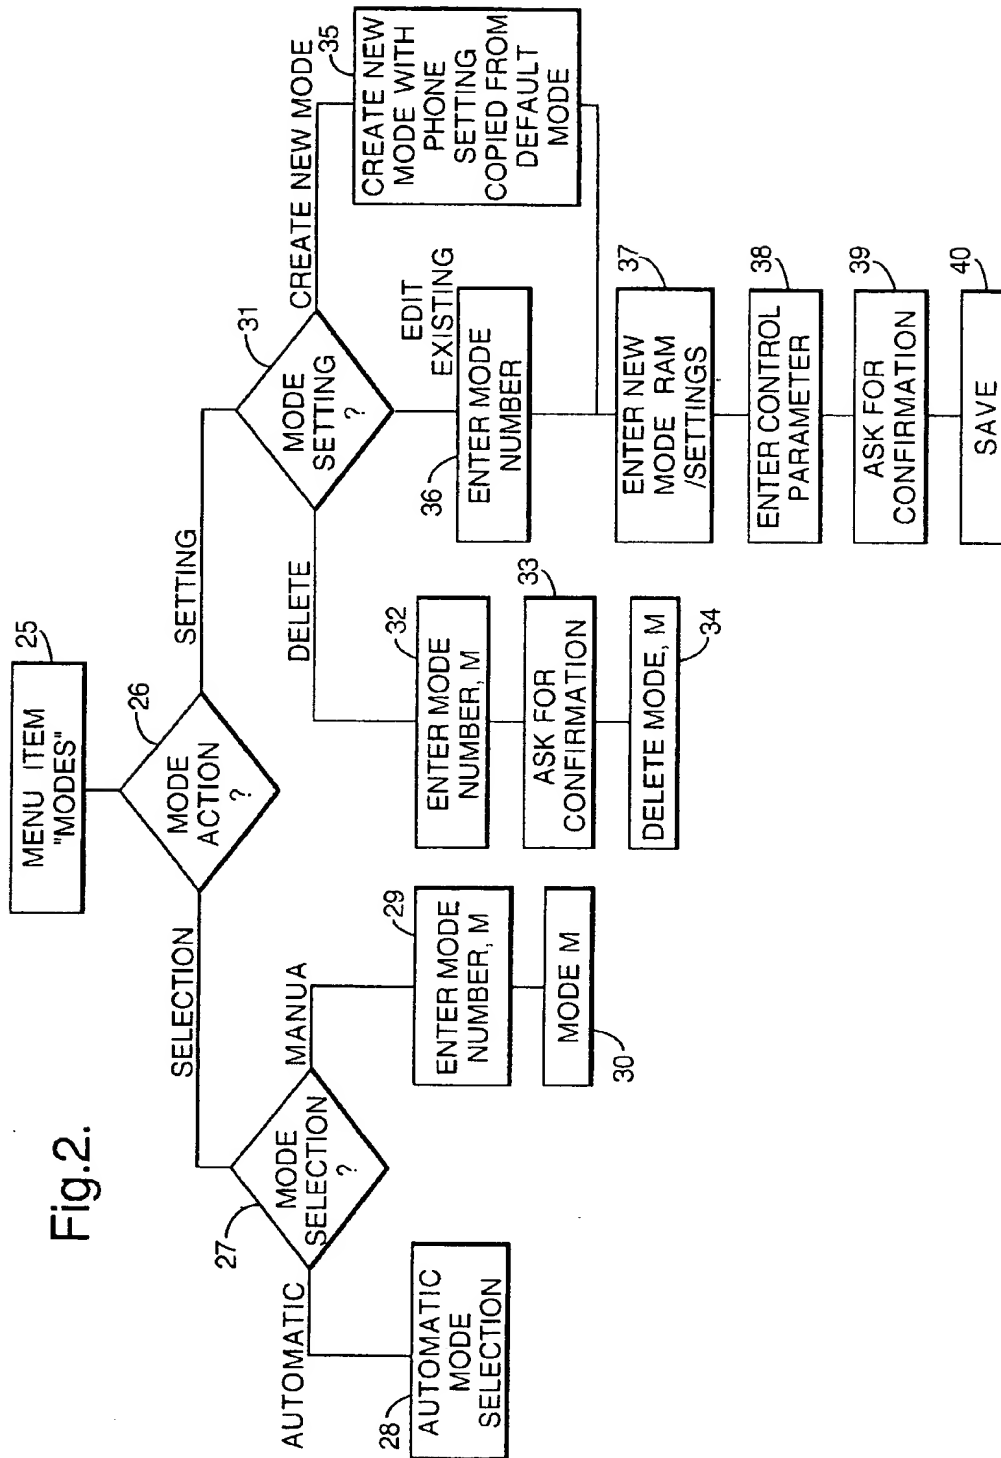 Fig.2.
MENU ITEM
"MODES"
25
MODE
ACTION
?
26
SELECTION
SETTING
MODE
SELECTION
?
27
AUTOMATIC
MANUA
AUTOMATIC
MODE
SELECTION
28
ENTER MODE
NUMBER, M
29
MODE M
30
MODE
SETTING
?
31
DELETE
EDIT
EXISTING
CREATE NEW MODE
ENTER MODE
NUMBER, M
32
ASK FOR
CONFIRMATION
33
DELETE MODE, M
34
CREATE NEW
MODE WITH
PHONE
SETTING
COPIED FROM
DEFAULT
MODE
35
ENTER MODE
NUMBER
36
ENTER NEW
MODE RAM
/SETTINGS
37
ENTER CONTROL
PARAMETER
38
ASK FOR
CONFIRMATION
39
SAVE
40